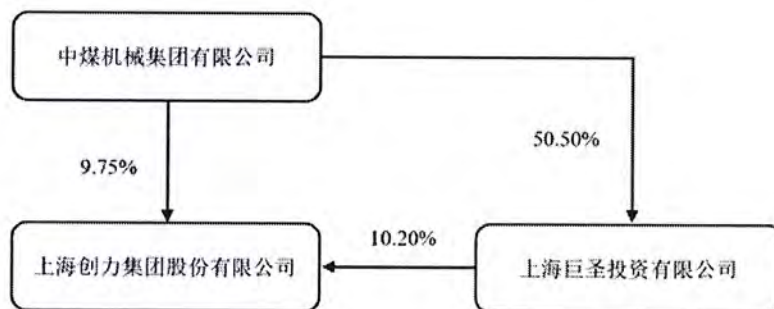 中煤机械集团有限公司
9.75%
50.50%
上海创力集团股份有限公司
10.20%
上海巨圣投资有限公司